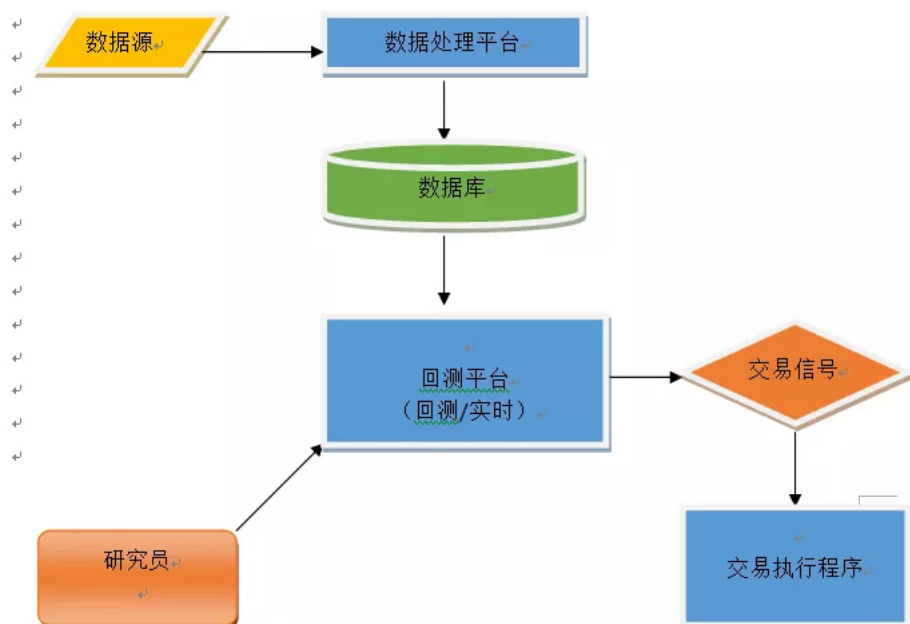 数据源
数据处理平台
数据库
回测平台
（回测/实时）
交易信号
研究员
交易执行程序